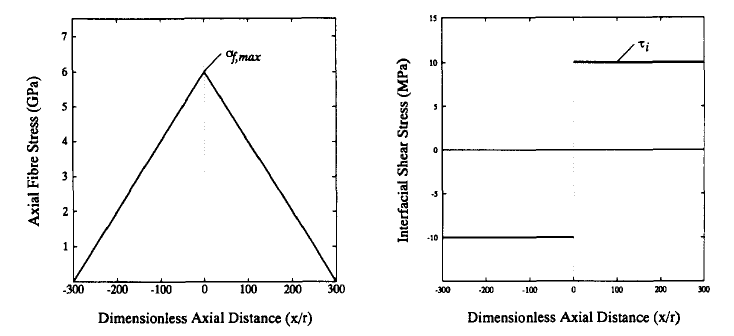 7
6
5
4
3
2
1
-300 -200 -100 0 100 200 300
Axial Fibre Stress (GPa)
σf,max
Dimensionless Axial Distance (x/r)
15
10
5
0
-5
-10
-300 -200 -100 0 100 200 300
Interfacial Shear Stress (MPa)
τi
Dimensionless Axial Distance (x/r)